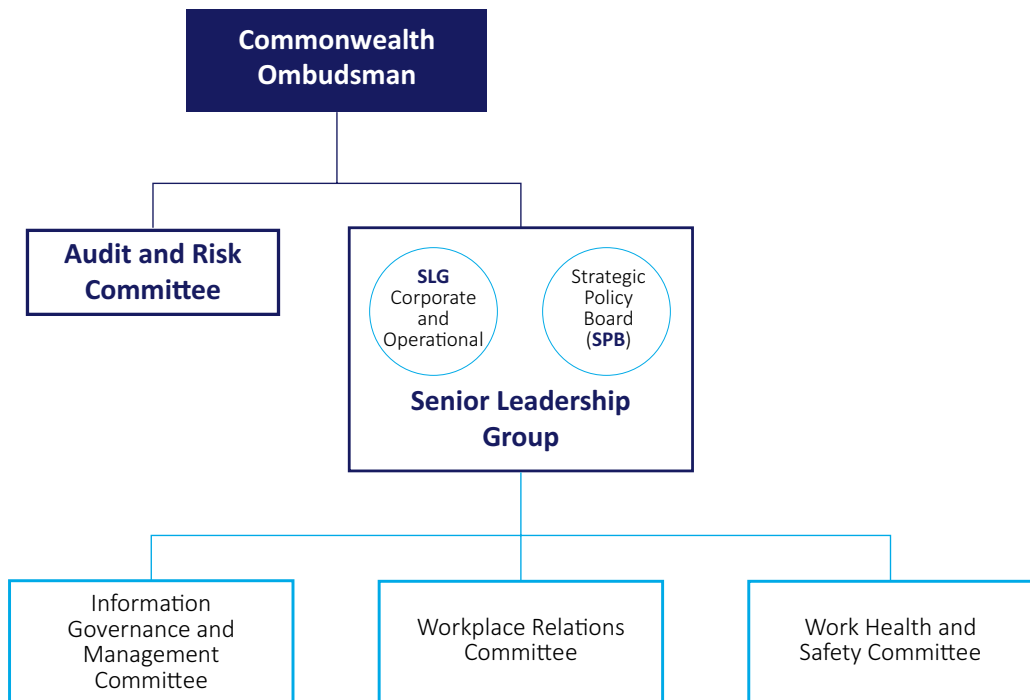 Commonwealth
Ombudsman
Audit and Risk
Committee
SLG
Corporate
and
Operational
Strategic
Policy
Board
(SPB)
Senior Leadership
Group
Information
Governance and
Management
Committee
Workplace Relations
Committee
Work Health and
Safety Committee